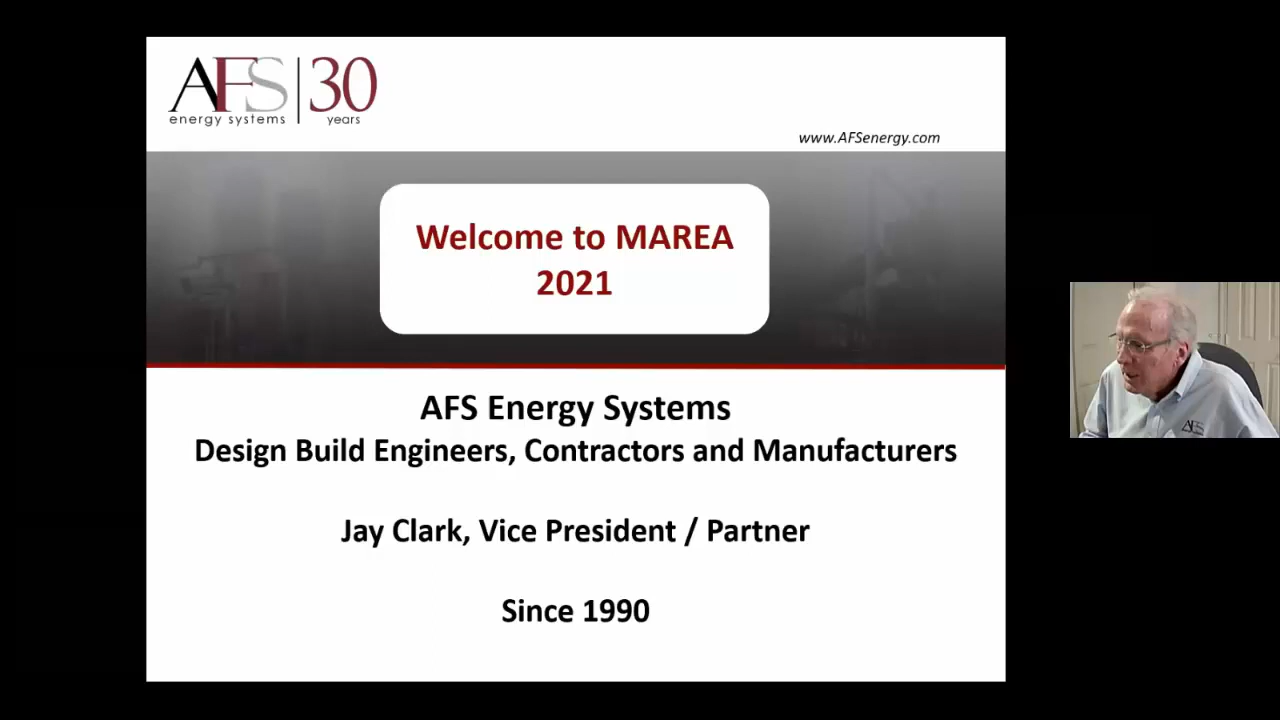 AFS 30
energy systems years
www.AFSenergy.com
Welcome to MAREA
2021
AFS Energy Systems
Design Build Engineers, Contractors and Manufacturers
Jay Clark, Vice President / Partner
Since 1990
AFS